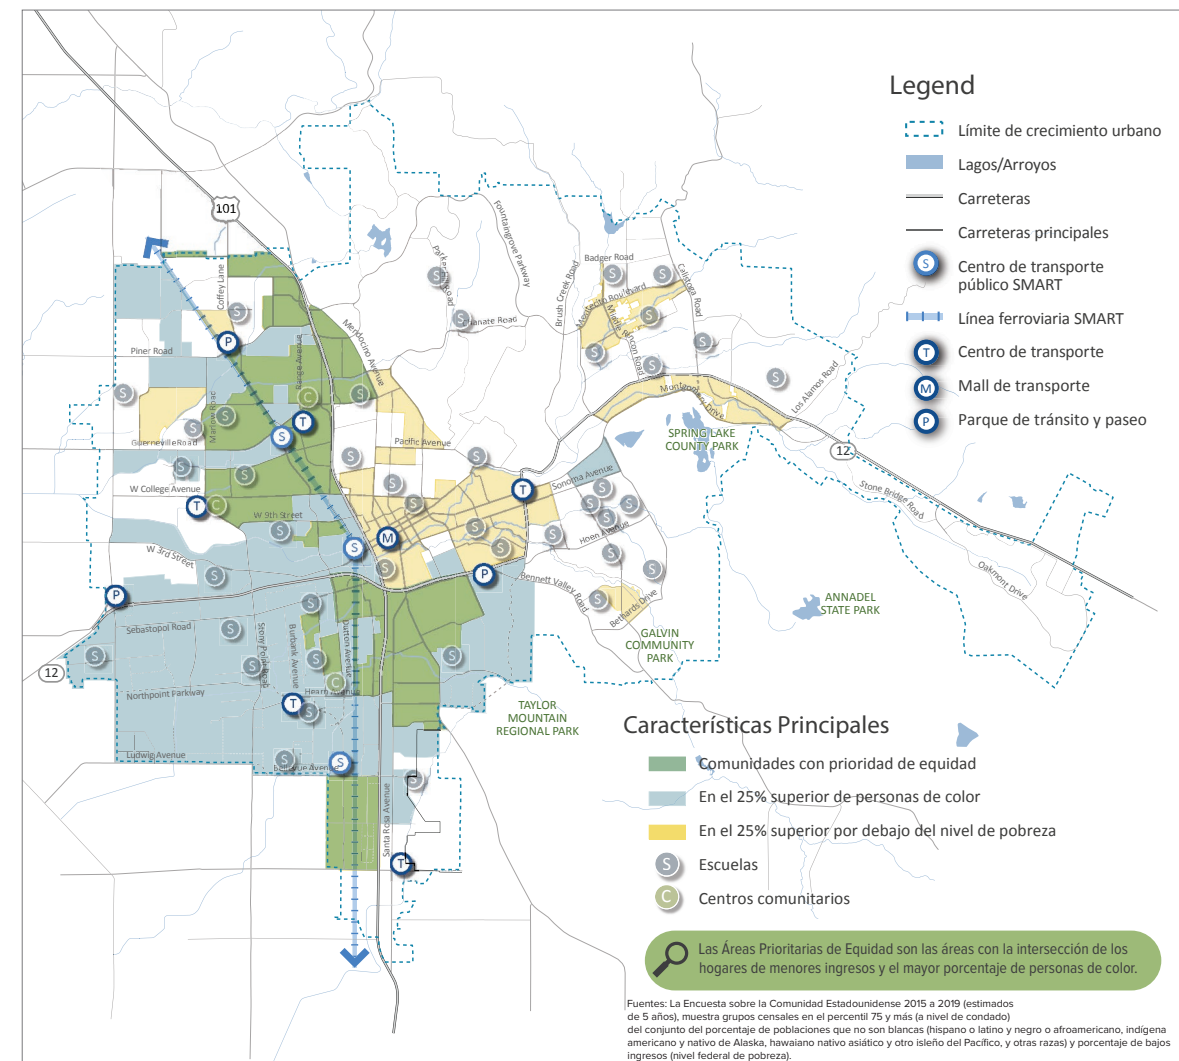 Legend
Límite de crecimiento urbano
Lagos/Arroyos
Carreteras
Carreteras principales
S
Centro de transporte
público SMART
Línea ferroviaria SMART
T
Centro de transporte
M
Mall de transporte
P
Parque de tránsito y paseo
101
Coffey Lane
Piner Road
Range Avenue
Mendocino Avenue
Guerneville Road
W College Avenue
W 9th Street
W 3rd Street
Pacific Avenue
Fountaingrove Parkway
Chanate Road
Brush Creek Road
Badger Road
Montecito Boulevard
Calistoga Road
Montgomery Drive
Los Alamos Road
SPRING LAKE
COUNTY PARK
12
Stone Bridge Road
Oakmont Drive
Sonoma Avenue
Hoen Avenue
Bennett Valley Road
Bethards Drive
ANNADEL
STATE PARK
GALVIN
COMMUNITY
PARK
TAYLOR
MOUNTAIN
REGIONAL PARK
Sebastopol Road
Stony Point Road
Burbank Avenue
Dutton Avenue
Hearn Avenue
12
Northpoint Parkway
Ludwig Avenue
Bellevue Avenue
Santa Rosa Avenue
Características Principales
Comunidades con prioridad de equidad
En el 25% superior de personas de color
En el 25% superior por debajo del nivel de pobreza
S
Escuelas
C
Centros comunitarios
Las Áreas Prioritarias de Equidad son las áreas con la intersección de los
hogares de menores ingresos y el mayor porcentaje de personas de color.
Fuentes: La Encuesta sobre la Comunidad Estadounidense 2015 a 2019 (estimados
de 5 años), muestra grupos censales en el percentil 75 y más (a nivel de condado)
del conjunto del porcentaje de poblaciones que no son blancas (hispano o latino y negro o afroamericano, indígena
americano y nativo de Alaska, hawaiano nativo asiático y otro isleño del Pacífico, y otras razas) y porcentaje de bajos
ingresos (nivel federal de pobreza).